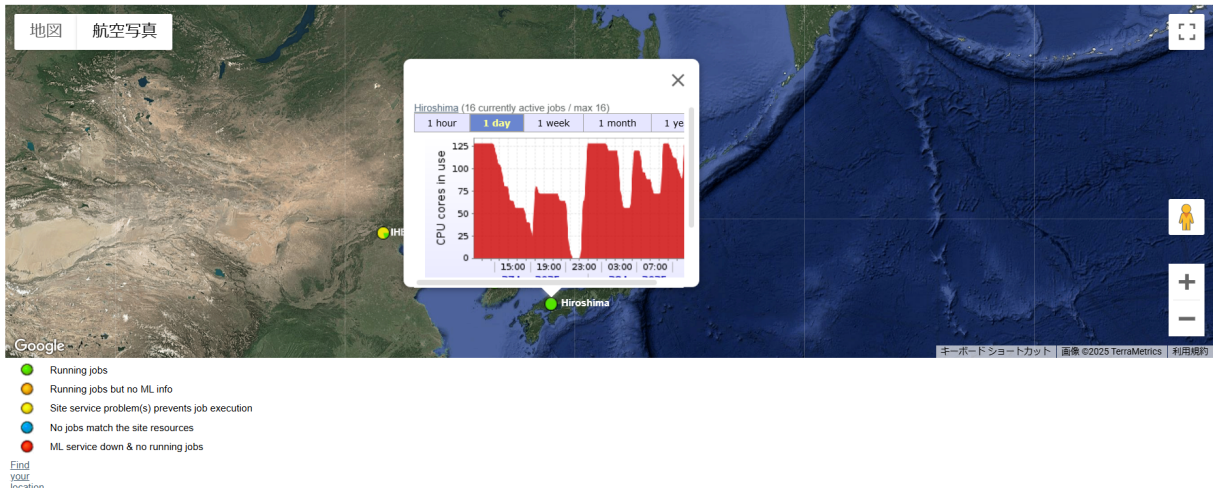 地図 航空写真
Hiroshima (16 currently active jobs / max 16)
1 hour 1 day 1 week 1 month 1 ye
CPU cores in use
125
100
75
50
25
0
15:00 19:00 23:00 03:00 07:00
Hiroshima
Google
キーボード ショートカット 画像 ©2025 TerraMetrics 利用規約
Running jobs
Running jobs but no ML info
Site service problem(s) prevents job execution
No jobs match the site resources
ML service down & no running jobs
Find
your
location